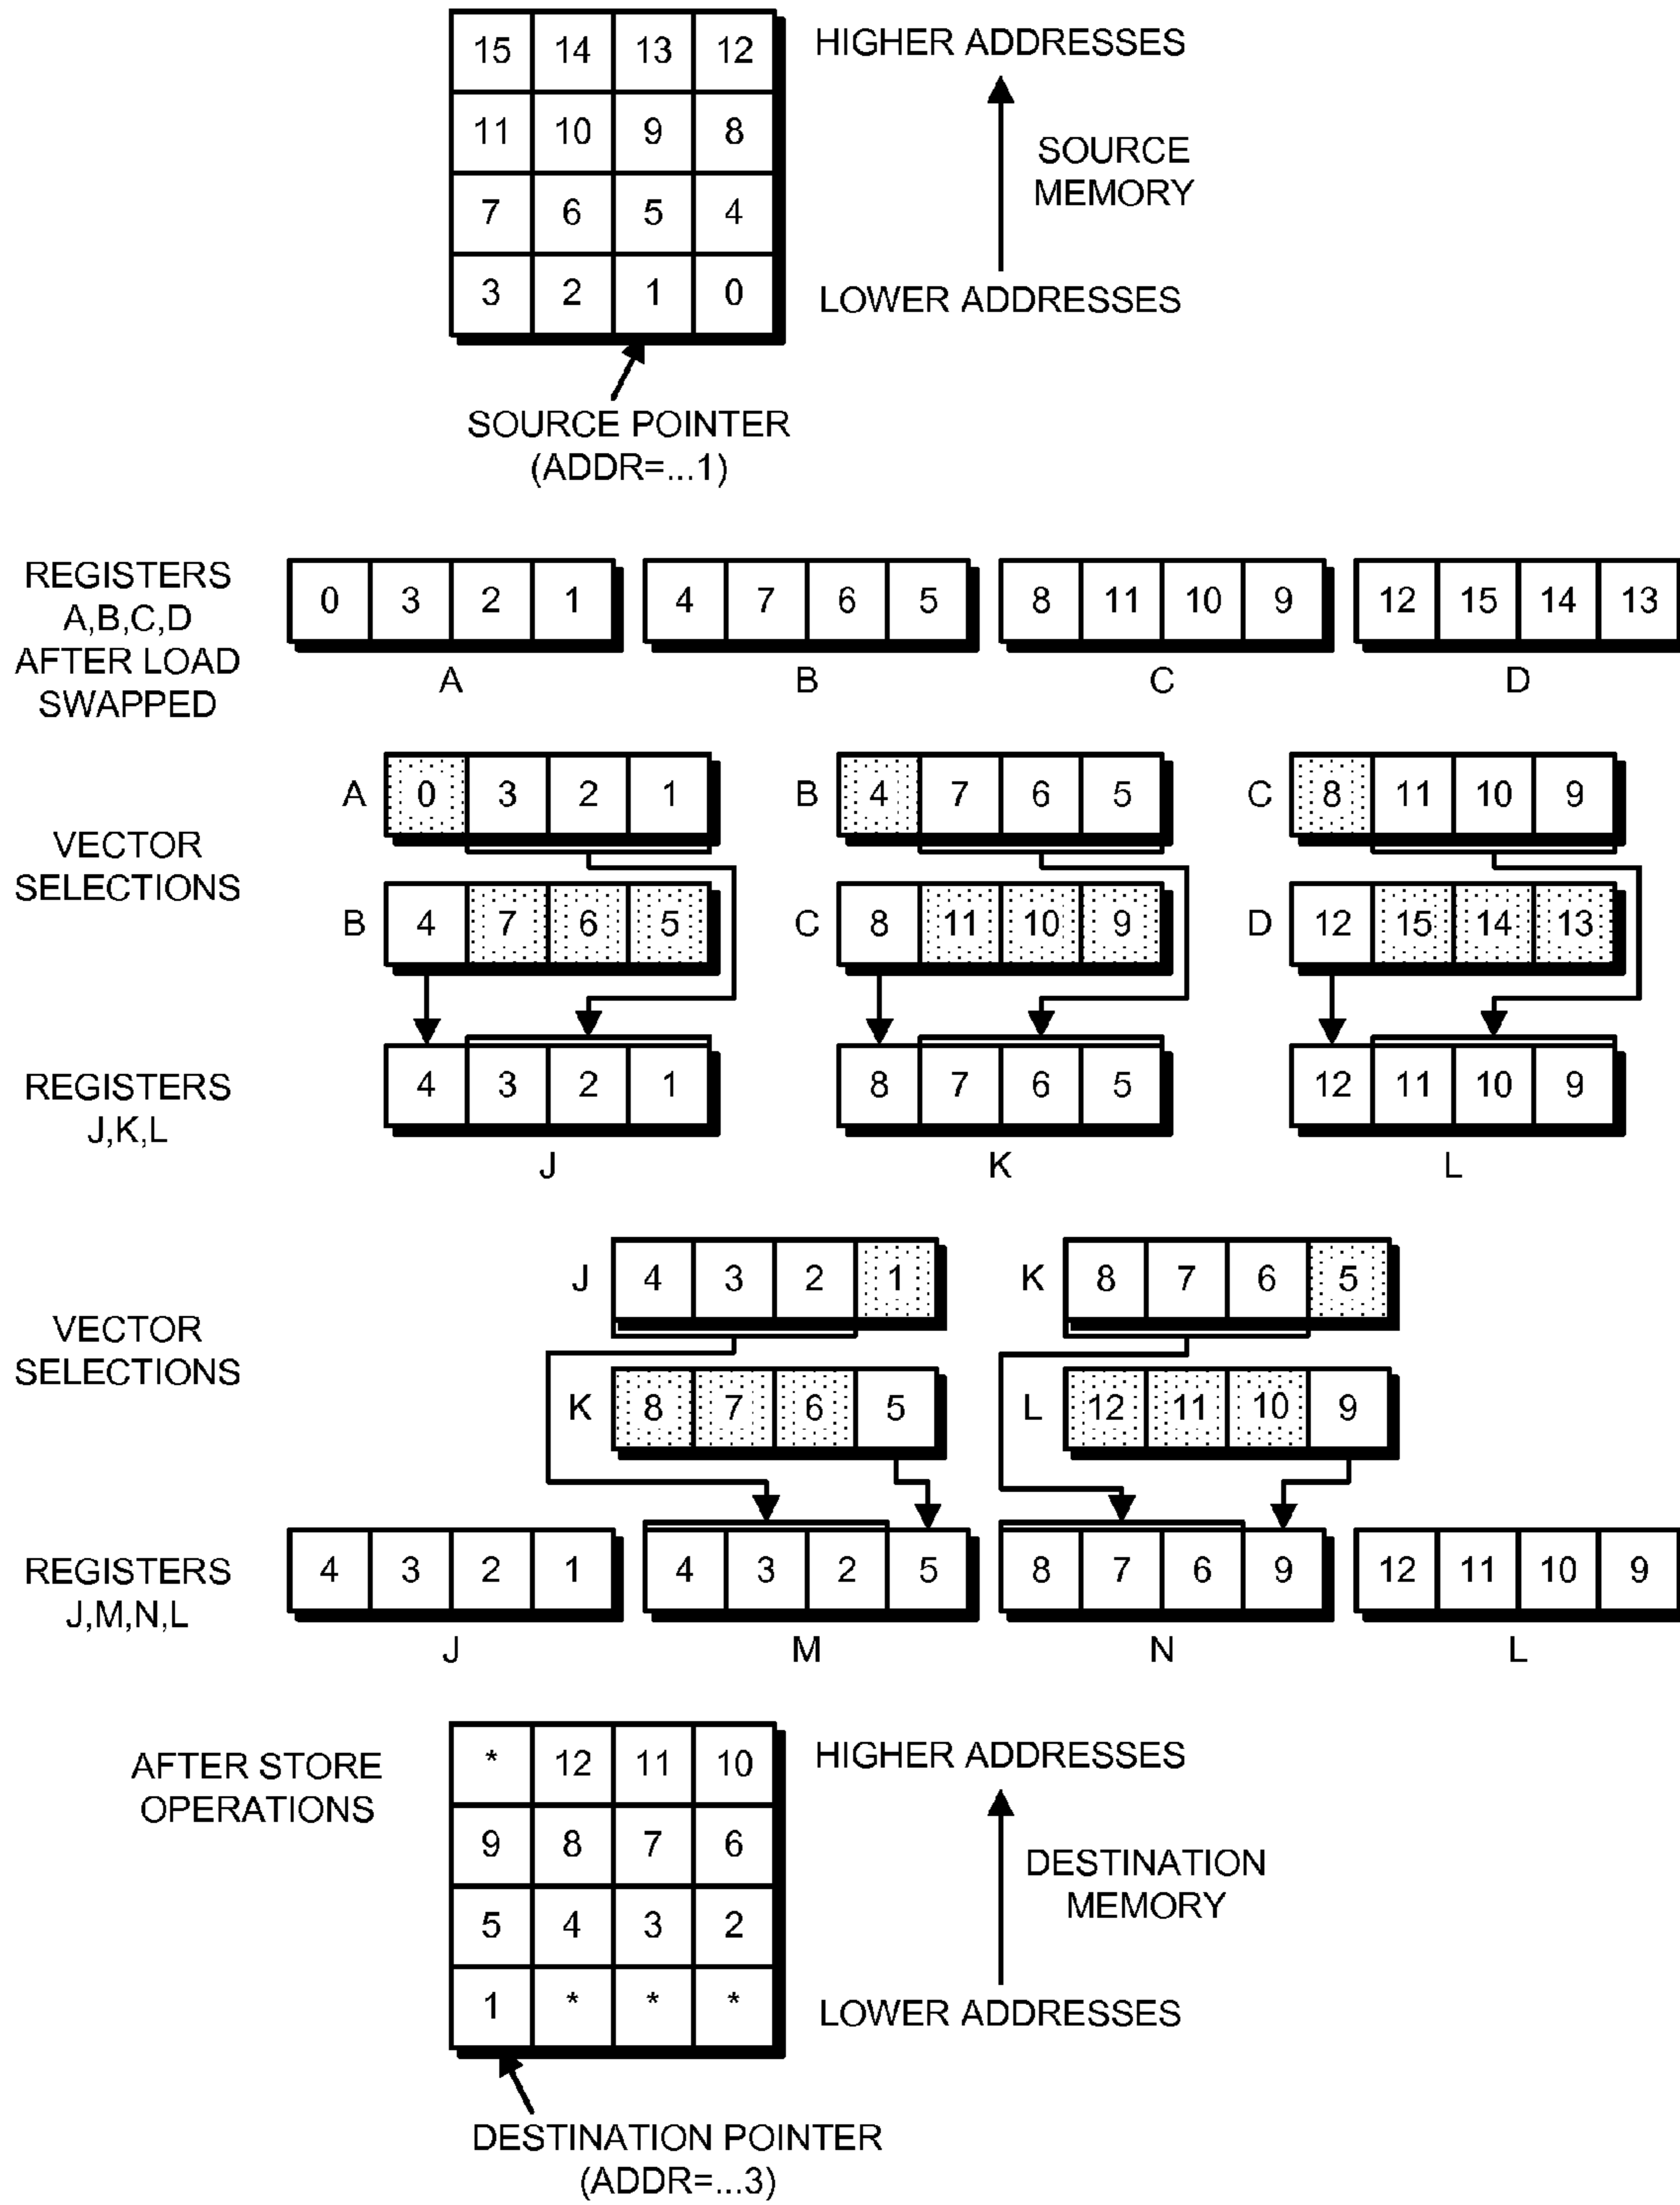 15 14 13 12 HIGHER ADDRESSES
11 10 9 8
SOURCE
MEMORY
7 6 5 4
3 2 1 0 LOWER ADDRESSES
SOURCE POINTER
(ADDR=...1)
REGISTERS
A,B,C,D
AFTER LOAD
SWAPPED
0 3 2 1 4 7 6 5 8 11 10 9 12 15 14 13
A B C D
VECTOR
SELECTIONS
A 0 3 2 1 B 4 7 6 5 C 8 11 10 9
B 4 7 6 5 C 8 11 10 9 D 12 15 14 13
REGISTERS
J,K,L
4 3 2 1 8 7 6 5 12 11 10 9
J K L
VECTOR
SELECTIONS
J 4 3 2 1 K 8 7 6 5
K 8 7 6 5 L 12 11 10 9
REGISTERS
J,M,N,L
4 3 2 1 4 3 2 5 8 7 6 9 12 11 10 9
J M N L
AFTER STORE
OPERATIONS
* 12 11 10 HIGHER ADDRESSES
9 8 7 6
DESTINATION
MEMORY
5 4 3 2
1 * * * LOWER ADDRESSES
DESTINATION POINTER
(ADDR=...3)